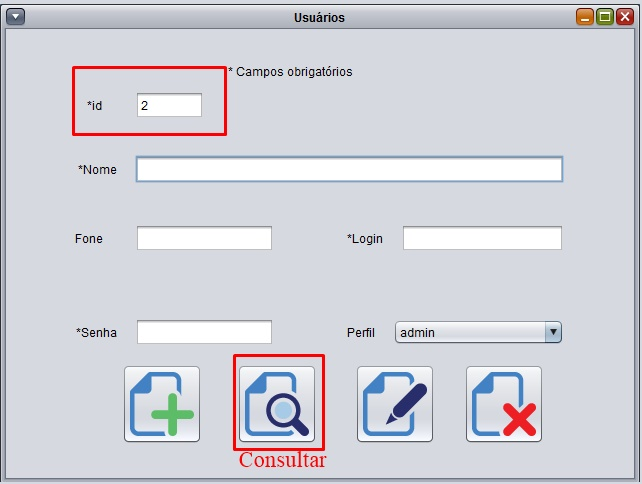 Usuários
* Campos obrigatórios
*id 2
*Nome
Fone *Login
*Senha Perfil admin
Consultar